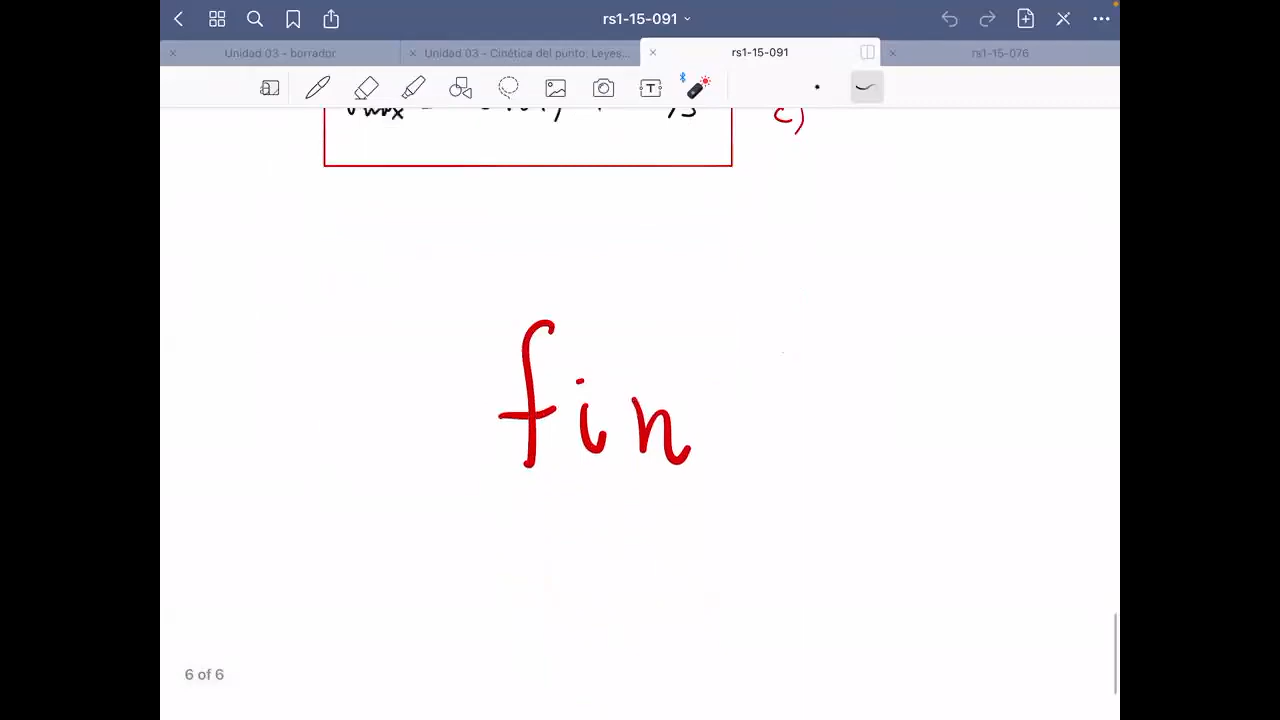 rs1-15-091
Unidad 03 - borrador
Unidad 03 - Cinética del punto: Leyes...
rs1-15-091
rs1-15-076
T
c)
fin
6 of 6